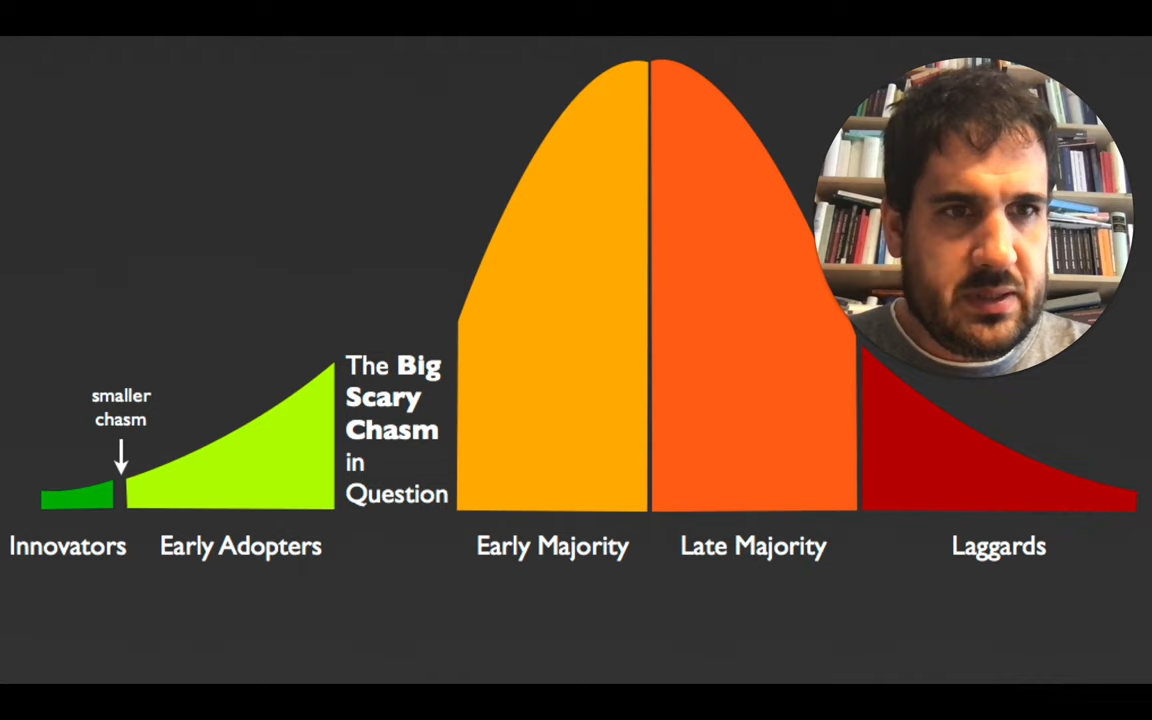 smaller
chasm
The Big
Scary
Chasm
in
Question
Innovators
Early Adopters
Early Majority
Late Majority
Laggards